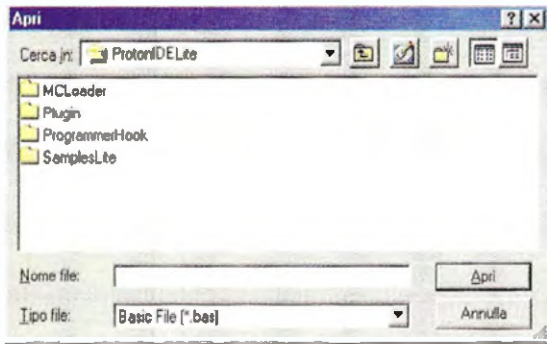 Apri
Cerca in: ProtonIDELite
MCLoader
Plugin
ProgrammerHook
SamplesLite
Nome file: Apri
Tipo file: Basic File (*.bas) Annulla